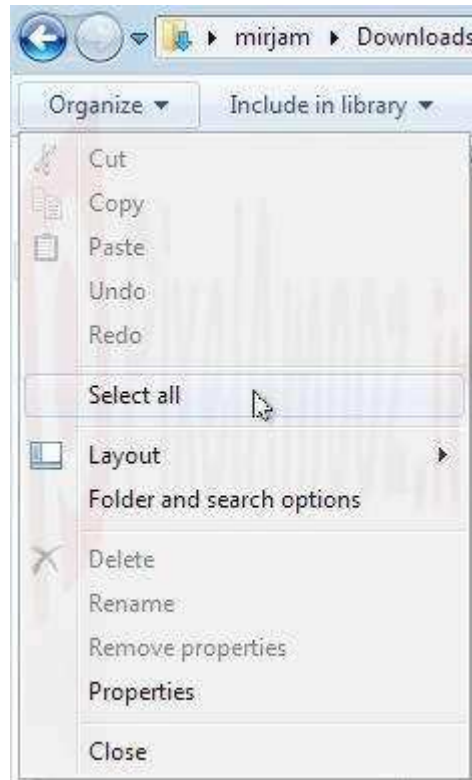 mirjam Downloads
Organize Include in library
Cut
Copy
Paste
Undo
Redo
Select all
Layout
Folder and search options
Delete
Rename
Remove properties
Properties
Close